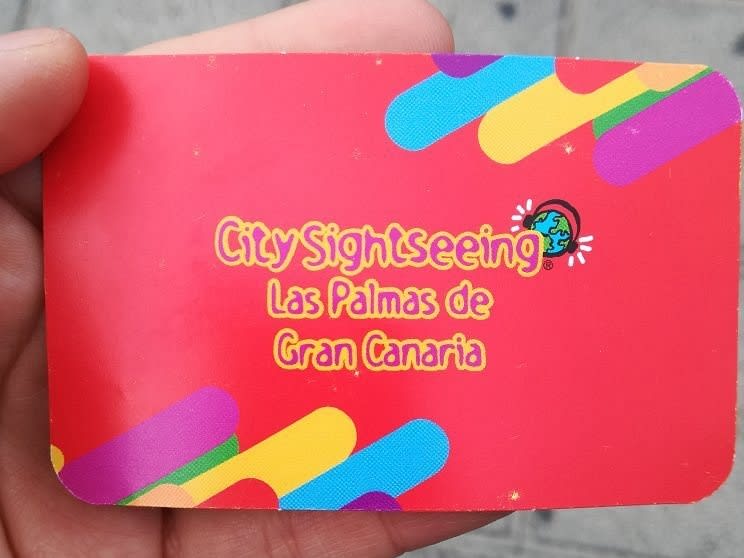 City Sightseeing®
Las Palmas de
Gran Canaria